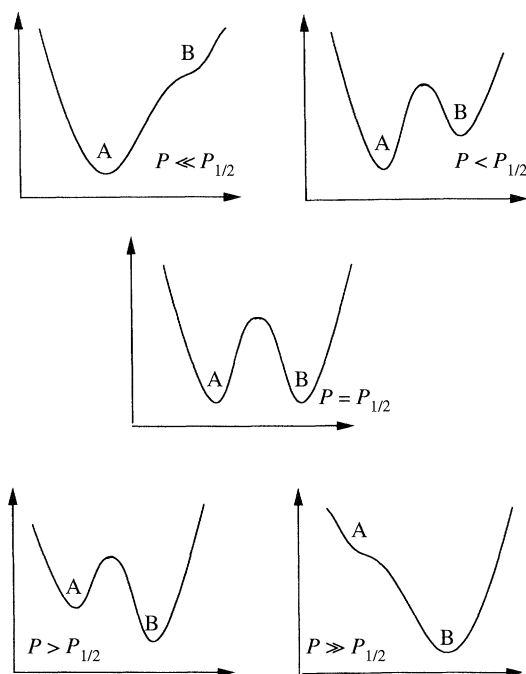 B
A
P ≪ P1/2
A
B
P < P1/2
A
B
P = P1/2
A
B
P > P1/2
A
B
P ≫ P1/2